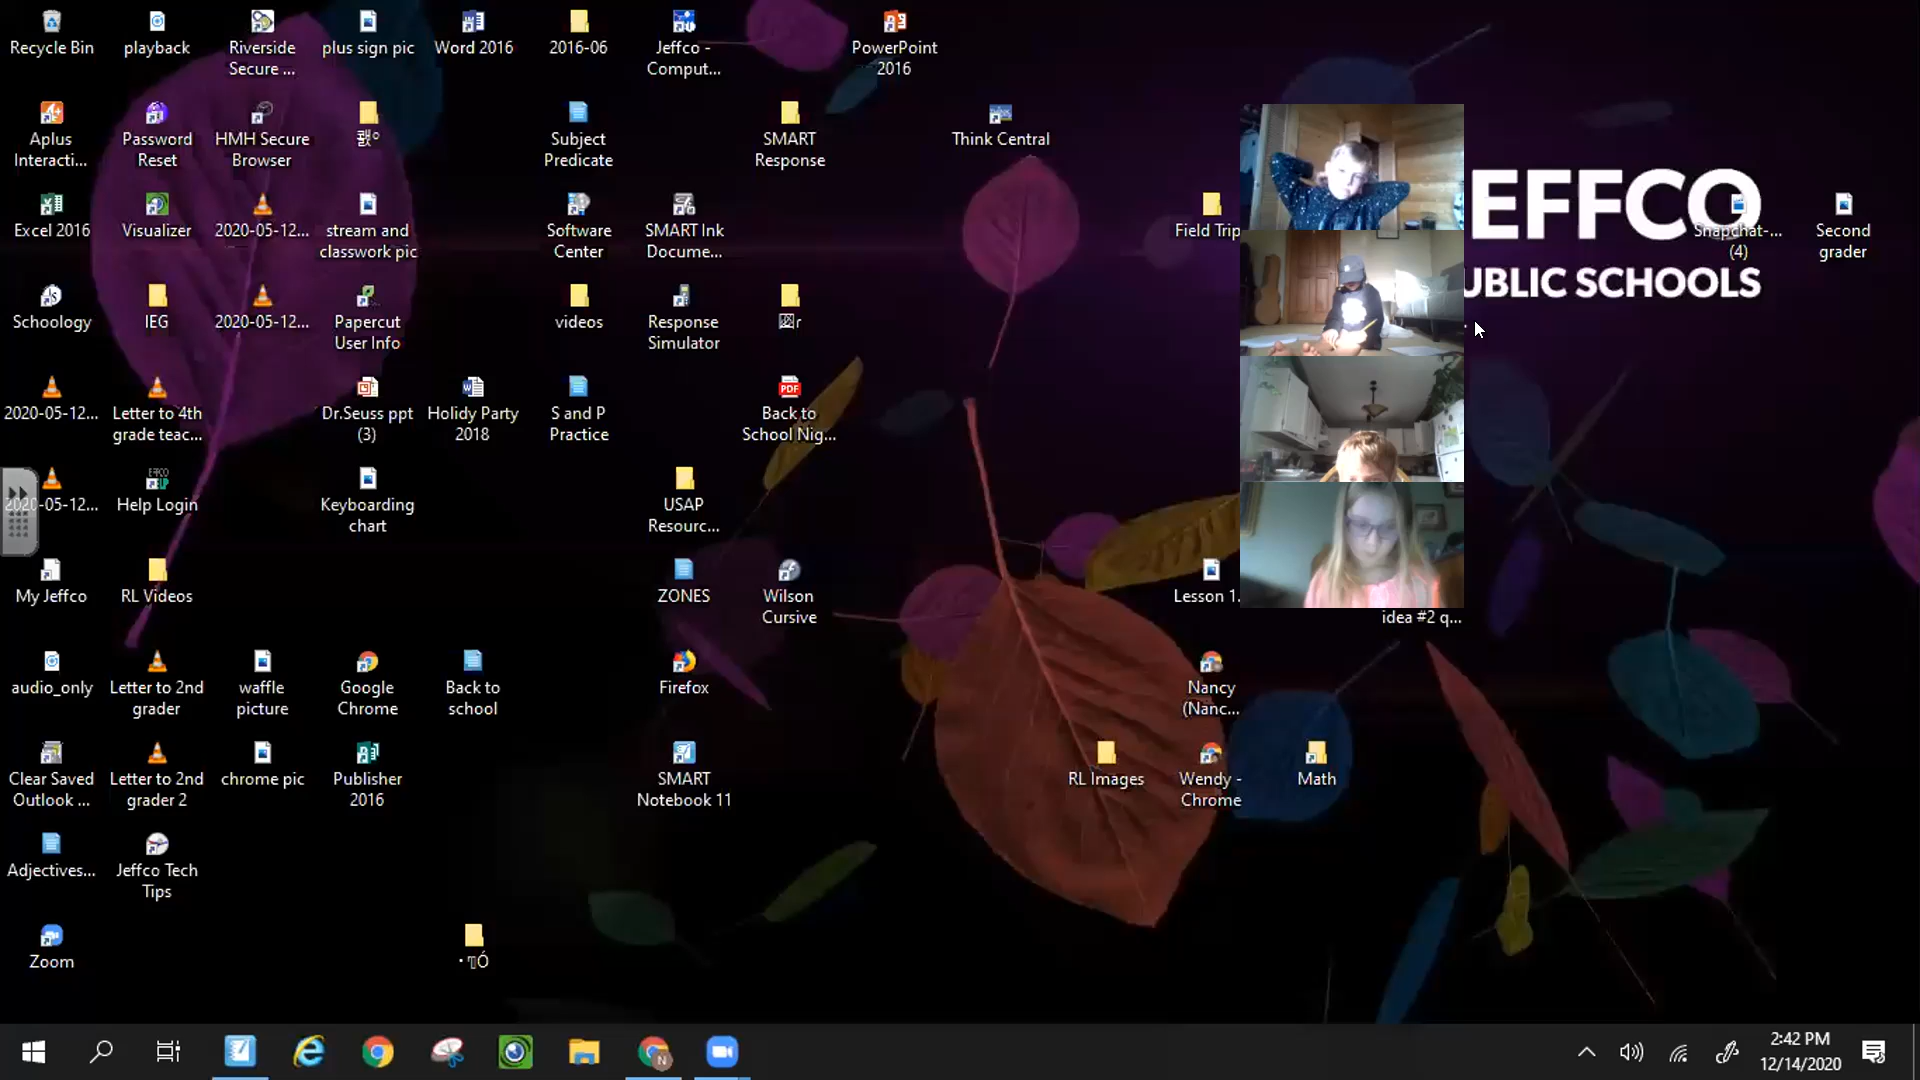 Recycle Bin
playback
Riverside
Secure ...
plus sign pic
Word 2016
2016-06
Jeffco -
Comput...
PowerPoint
2016
Aplus
Interacti...
Password
Reset
HMH Secure
Browser
Subject
Predicate
SMART
Response
Think Central
Excel 2016
Visualizer
2020-05-12...
stream and
classwork pic
Software
Center
SMART Ink
Docume...
Field Trip
EFFCO
UBLIC SCHOOLS
Snapchat-...
(4)
Second
grader
Schoology
IEG
2020-05-12...
Papercut
User Info
videos
Response
Simulator
2020-05-12...
Letter to 4th
grade teac...
Dr.Seuss ppt
(3)
Holidy Party
2018
S and P
Practice
PDF
Back to
School Nig...
2020-05-12...
Help Login
Keyboarding
chart
USAP
Resourc...
My Jeffco
RL Videos
ZONES
Wilson
Cursive
Lesson 1.
idea #2 q...
audio_only
Letter to 2nd
grader
waffle
picture
Google
Chrome
Back to
school
Firefox
Nancy
(Nanc...
Clear Saved
Outlook ...
Letter to 2nd
grader 2
chrome pic
Publisher
2016
SMART
Notebook 11
RL Images
Wendy -
Chrome
Math
Adjectives...
Jeffco Tech
Tips
Zoom
N
2:42 PM
12/14/2020